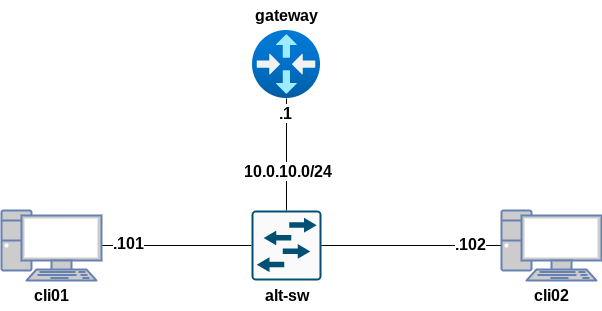 gateway
.1
10.0.10.0/24
.101
.102
cli01
alt-sw
cli02